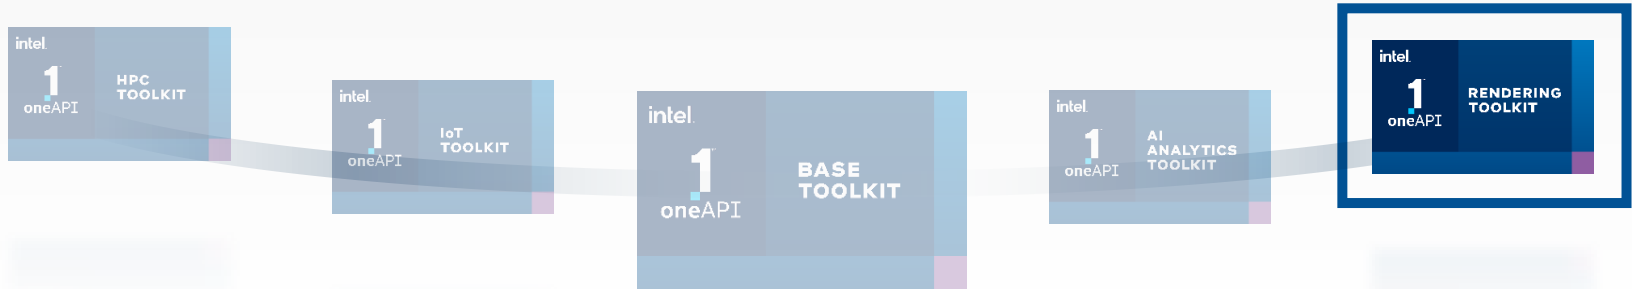 intel.
1
oneAPI
HPC
TOOLKIT
intel.
1
oneAPI
IoT
TOOLKIT
intel.
1
oneAPI
BASE
TOOLKIT
intel.
1
oneAPI
AI
ANALYTICS
TOOLKIT
intel.
1
oneAPI
RENDERING
TOOLKIT